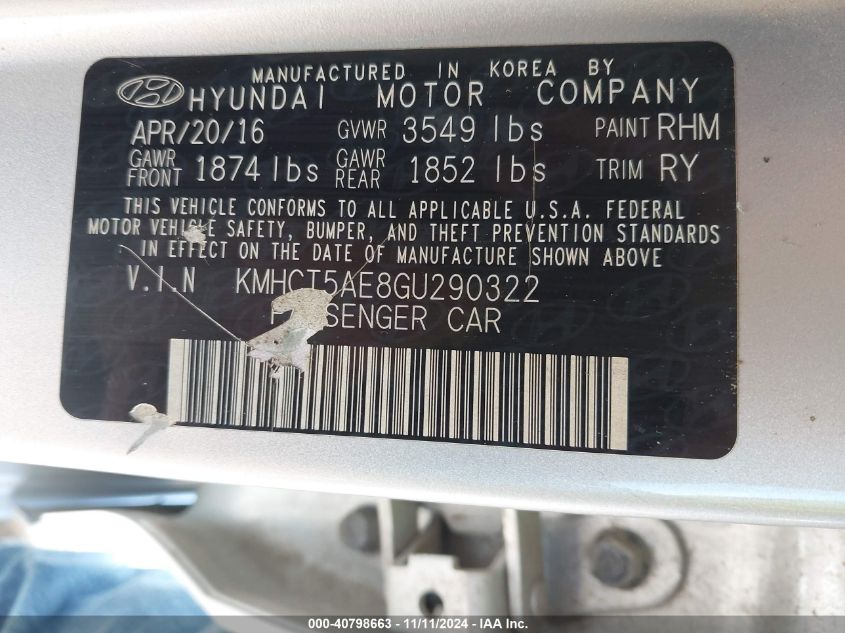 MANUFACTURED IN KOREA BY
HYUNDAI MOTOR COMPANY
APR/20/16 GVWR 3549 lbs PAINT RHM
GAWR FRONT 1874 lbs GAWR REAR 1852 lbs TRIM RY
THIS VEHICLE CONFORMS TO ALL APPLICABLE U.S.A. FEDERAL
MOTOR VEHICLE SAFETY, BUMPER, AND THEFT PREVENTION STANDARDS
IN EFFECT ON THE DATE OF MANUFACTURE SHOWN ABOVE
V.I.N KMHCT5AE8GU290322
PASSENGER CAR
000-40798663 - 11/11/2024 - IAA Inc.